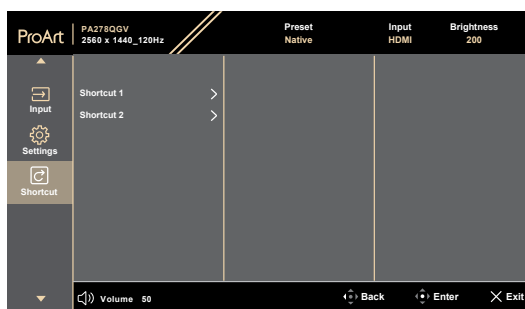 ProArt
PA278QGV
2560 x 1440_120Hz
Preset
Native
Input
HDMI
Brightness
200
Input
Settings
Shortcut
Shortcut 1
Shortcut 2
Volume 50
Back
Enter
Exit